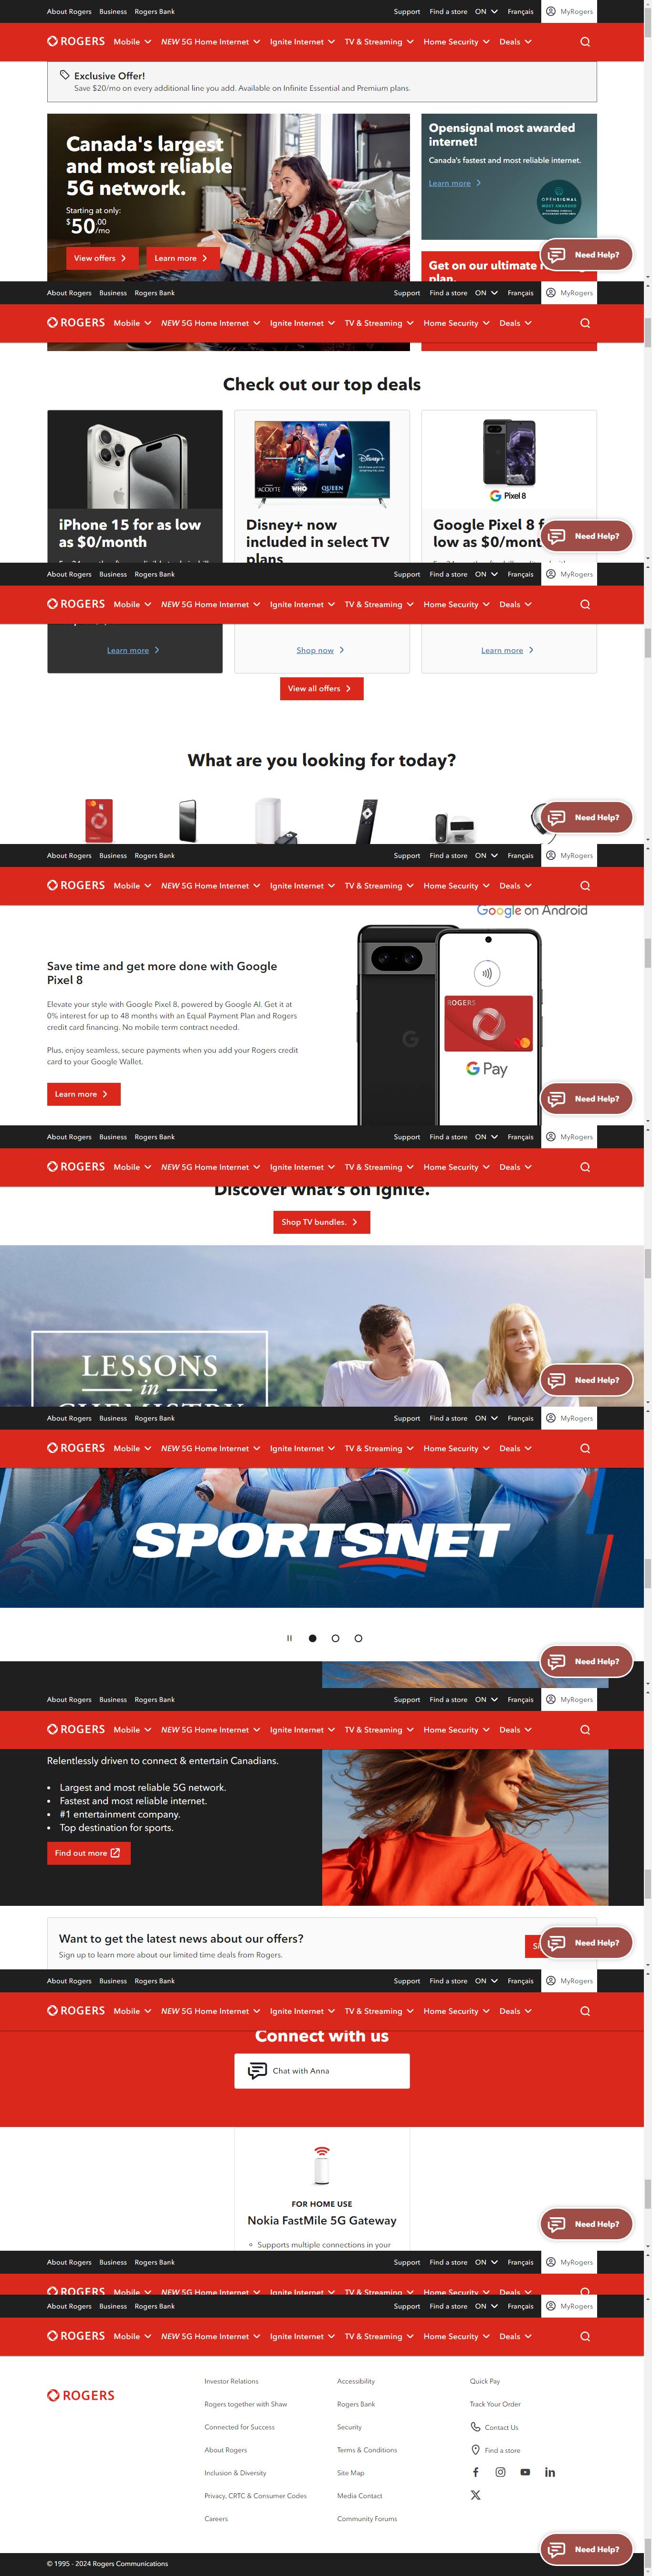 About Rogers Business Rogers Bank Support Find a store ON Français MyRogers
ROGERS Mobile NEW 5G Home Internet Ignite Internet TV & Streaming Home Security Deals
Exclusive Offer!
Save $20/mo on every additional line you add. Available on Infinite Essential and Premium plans.
Canada's largest
and most reliable
5G network.
Starting at only:
$50.00/mo
View offers
Learn more
Opensignal most awarded
internet!
Canada's fastest and most reliable internet.
Learn more
OPENSIGNAL
MOST AWARDED
Get on our ultimate
plan.
Need Help?
About Rogers Business Rogers Bank Support Find a store ON Français MyRogers
ROGERS Mobile NEW 5G Home Internet Ignite Internet TV & Streaming Home Security Deals
Check out our top deals
iPhone 15 for as low
as $0/month
ACOLYTE
WHO
QUEEN
Disney+
Disney+ now
included in select TV
plans
Pixel 8
Google Pixel 8 f
low as $0/mont
Need Help?
About Rogers Business Rogers Bank Support Find a store ON Français MyRogers
ROGERS Mobile NEW 5G Home Internet Ignite Internet TV & Streaming Home Security Deals
Learn more
Shop now
Learn more
View all offers
What are you looking for today?
Need Help?
About Rogers Business Rogers Bank Support Find a store ON Français MyRogers
ROGERS Mobile NEW 5G Home Internet Ignite Internet TV & Streaming Home Security Deals
Google on Android
Save time and get more done with Google
Pixel 8
Elevate your style with Google Pixel 8, powered by Google AI. Get it at
0% interest for up to 48 months with an Equal Payment Plan and Rogers
credit card financing. No mobile term contract needed.
Plus, enjoy seamless, secure payments when you add your Rogers credit
card to your Google Wallet.
Learn more
ROGERS
G Pay
Need Help?
About Rogers Business Rogers Bank Support Find a store ON Français MyRogers
ROGERS Mobile NEW 5G Home Internet Ignite Internet TV & Streaming Home Security Deals
Discover what's on Ignite.
Shop TV bundles.
LESSONS
in
CHEMISTRY
Need Help?
About Rogers Business Rogers Bank Support Find a store ON Français MyRogers
ROGERS Mobile NEW 5G Home Internet Ignite Internet TV & Streaming Home Security Deals
SPORTSNET
Need Help?
About Rogers Business Rogers Bank Support Find a store ON Français MyRogers
ROGERS Mobile NEW 5G Home Internet Ignite Internet TV & Streaming Home Security Deals
Relentlessly driven to connect & entertain Canadians.
• Largest and most reliable 5G network.
• Fastest and most reliable internet.
• #1 entertainment company.
• Top destination for sports.
Find out more
Want to get the latest news about our offers?
Sign up to learn more about our limited time deals from Rogers.
Need Help?
About Rogers Business Rogers Bank Support Find a store ON Français MyRogers
ROGERS Mobile NEW 5G Home Internet Ignite Internet TV & Streaming Home Security Deals
Connect with us
Chat with Anna
FOR HOME USE
Nokia FastMile 5G Gateway
Supports multiple connections in your
Need Help?
About Rogers Business Rogers Bank Support Find a store ON Français MyRogers
ROGERS Mobile NEW 5G Home Internet Ignite Internet TV & Streaming Home Security Deals
About Rogers Business Rogers Bank Support Find a store ON Français MyRogers
ROGERS Mobile NEW 5G Home Internet Ignite Internet TV & Streaming Home Security Deals
ROGERS
Investor Relations
Rogers together with Shaw
Connected for Success
About Rogers
Inclusion & Diversity
Privacy, CRTC & Consumer Codes
Careers
Accessibility
Rogers Bank
Security
Terms & Conditions
Site Map
Media Contact
Community Forums
Quick Pay
Track Your Order
Contact Us
Find a store
Need Help?
© 1995 - 2024 Rogers Communications